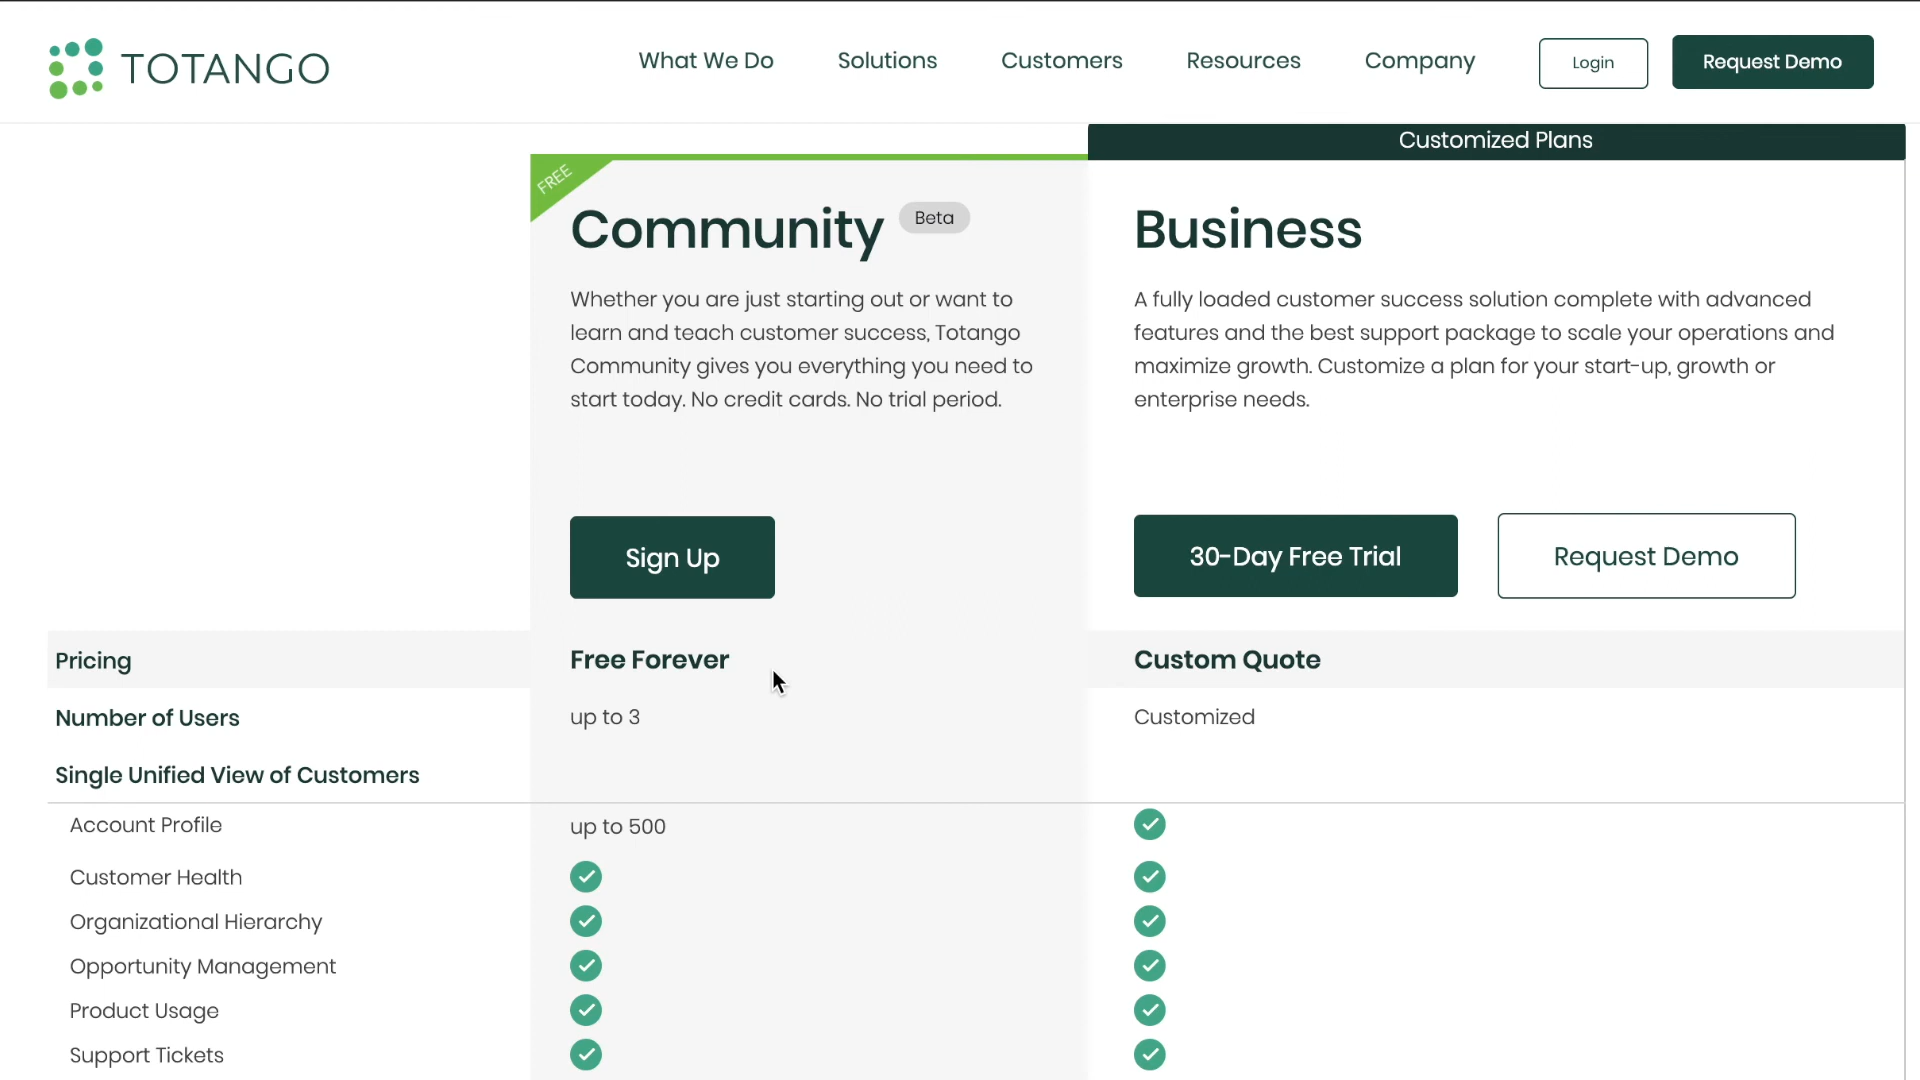 TOTANGO
What We Do
Solutions
Customers
Resources
Company
Login
Request Demo
Customized Plans
FREE
Community
Beta
Whether you are just starting out or want to
learn and teach customer success, Totango
Community gives you everything you need to
start today. No credit cards. No trial period.
Sign Up
Business
A fully loaded customer success solution complete with advanced
features and the best support package to scale your operations and
maximize growth. Customize a plan for your start-up, growth or
enterprise needs.
30-Day Free Trial
Request Demo
Pricing
Free Forever
Custom Quote
Number of Users
up to 3
Customized
Single Unified View of Customers
Account Profile
up to 500
Customer Health
Organizational Hierarchy
Opportunity Management
Product Usage
Support Tickets